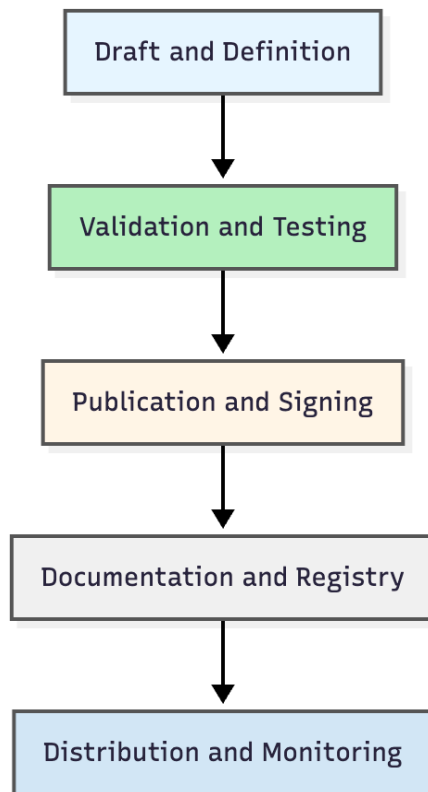 Draft and Definition
Validation and Testing
Publication and Signing
Documentation and Registry
Distribution and Monitoring